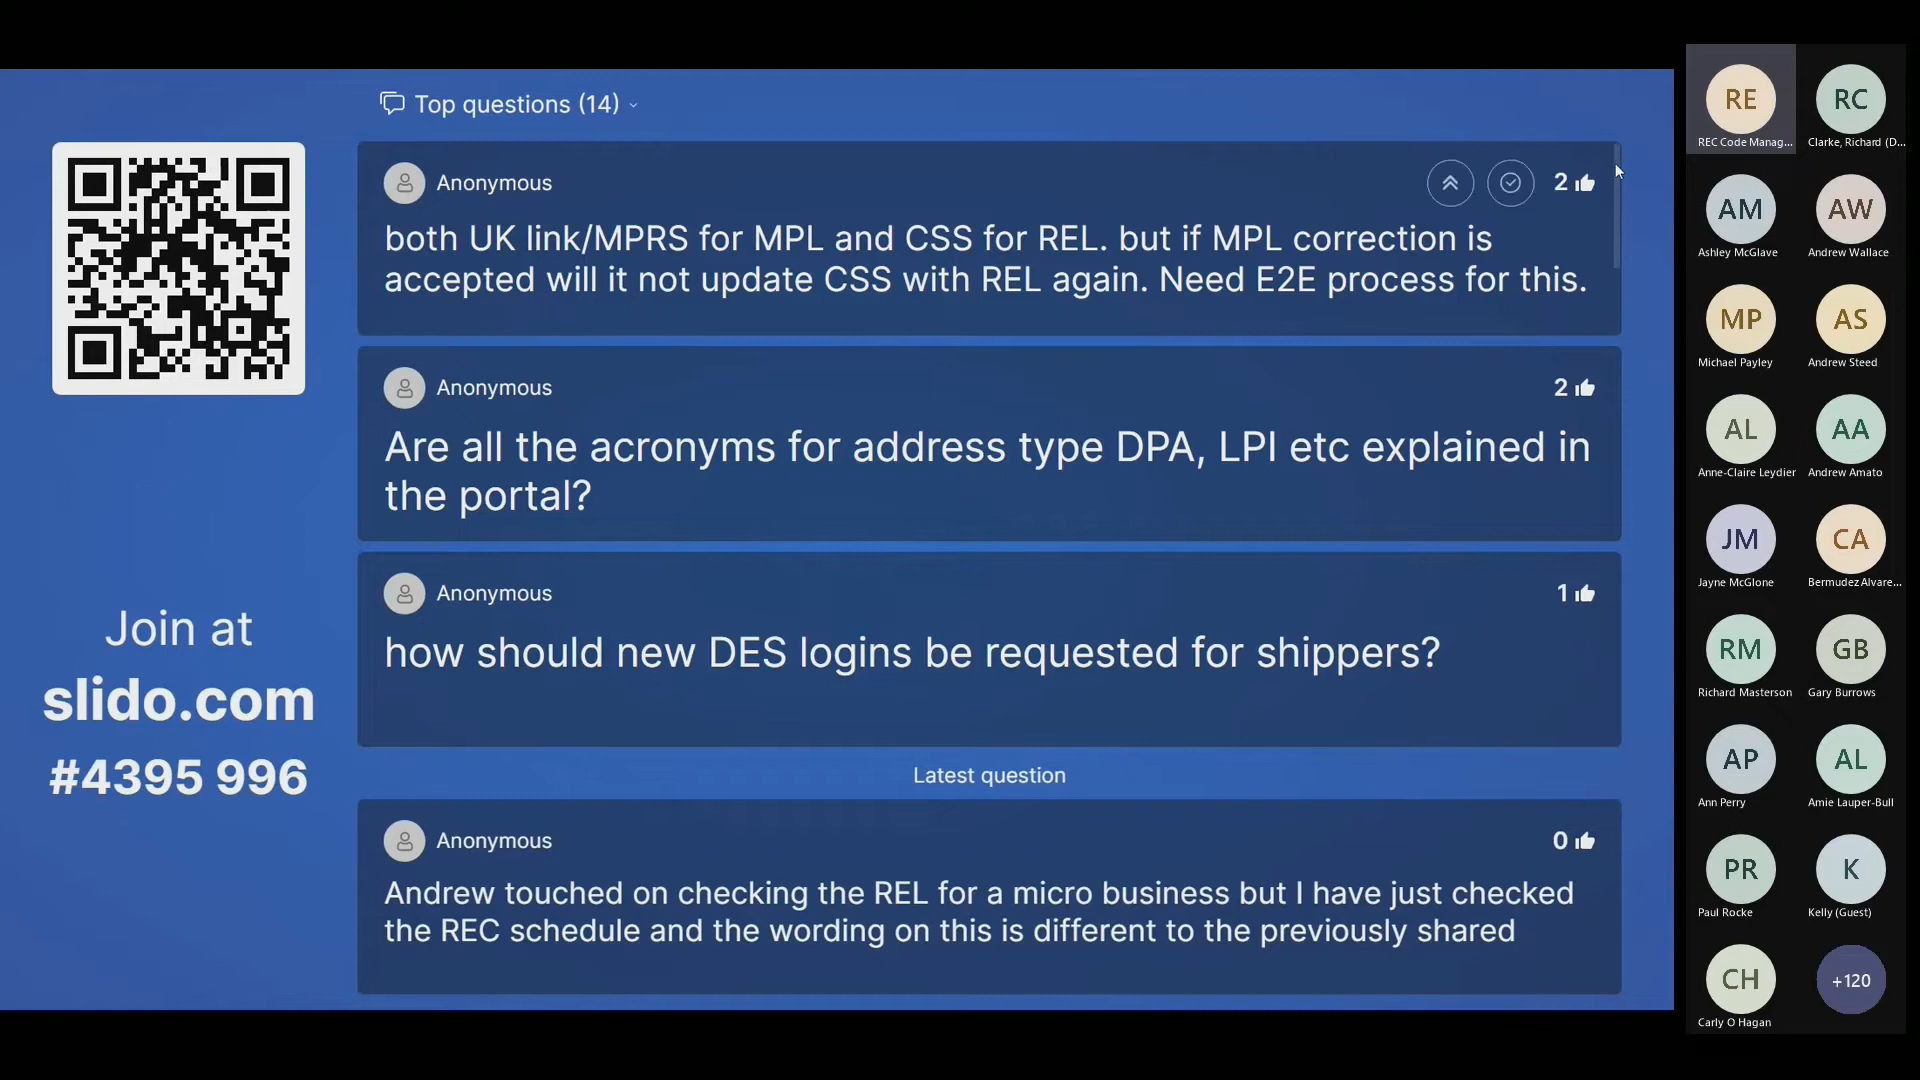 Top questions (14)
Anonymous
2
both UK link/MPRS for MPL and CSS for REL. but if MPL correction is
accepted will it not update CSS with REL again. Need E2E process for this.
Anonymous
2
Are all the acronyms for address type DPA, LPI etc explained in
the portal?
Anonymous
1
how should new DES logins be requested for shippers?
Latest question
Anonymous
0
Andrew touched on checking the REL for a micro business but I have just checked
the REC schedule and the wording on this is different to the previously shared
Join at
slido.com
#4395 996
RE
REC Code Manag...
RC
Clarke, Richard (D...
AM
Ashley McGlave
AW
Andrew Wallace
MP
Michael Payley
AS
Andrew Steed
AL
Anne-Claire Leydier
AA
Andrew Amato
JM
Jayne McGlone
CA
Bermudez Alvare...
RM
Richard Masterson
GB
Gary Burrows
AP
Ann Perry
AL
Amie Lauper-Bull
PR
Paul Rocke
K
Kelly (Guest)
CH
Carly O Hagan
+120